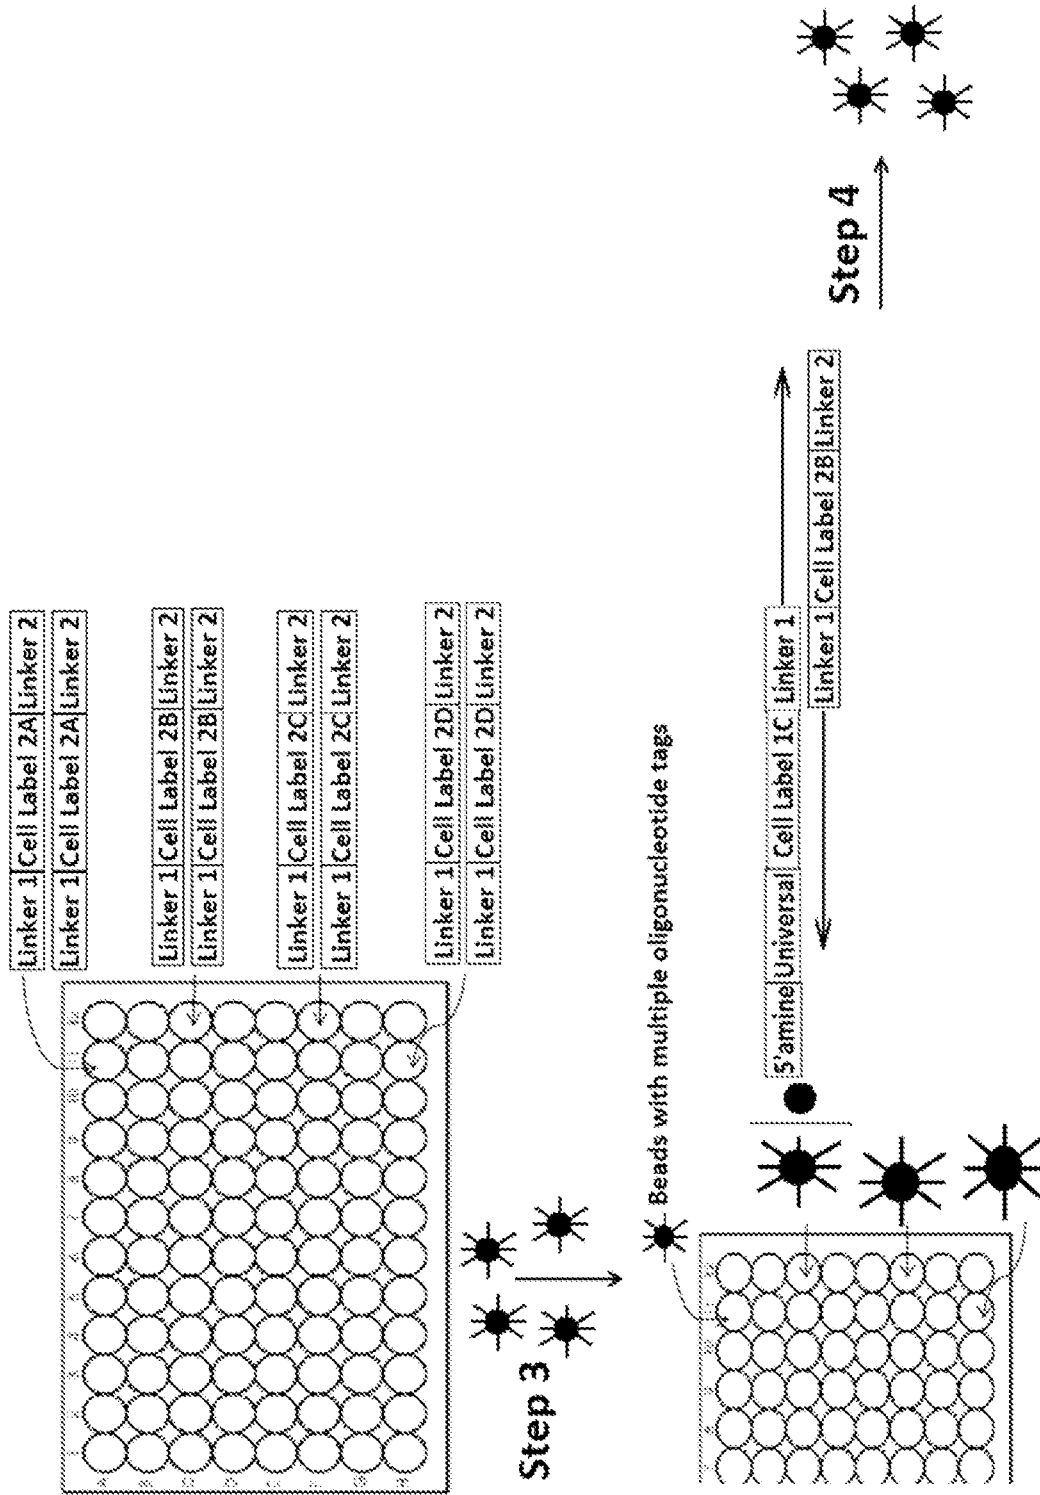 Linker 1 Cell Label 2A Linker 2
Linker 1 Cell Label 2A Linker 2
Linker 1 Cell Label 2B Linker 2
Linker 1 Cell Label 2B Linker 2
Linker 1 Cell Label 2C Linker 2
Linker 1 Cell Label 2C Linker 2
Linker 1 Cell Label 2D Linker 2
Linker 1 Cell Label 2D Linker 2
Step 3
Beads with multiple oligonucleotide tags
5'amine Universal Cell Label 1C Linker 1
Linker 1 Cell Label 2B Linker 2
Step 4